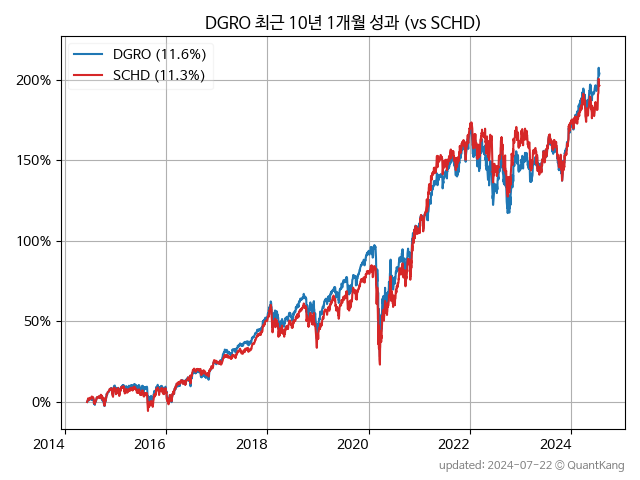 DGRO 최근 10년 1개월 성과 (vs SCHD)
DGRO (11.6%)
SCHD (11.3%)
200%
150%
100%
50%
0%
2014 2016 2018 2020 2022 2024
updated: 2024-07-22 © QuantKang